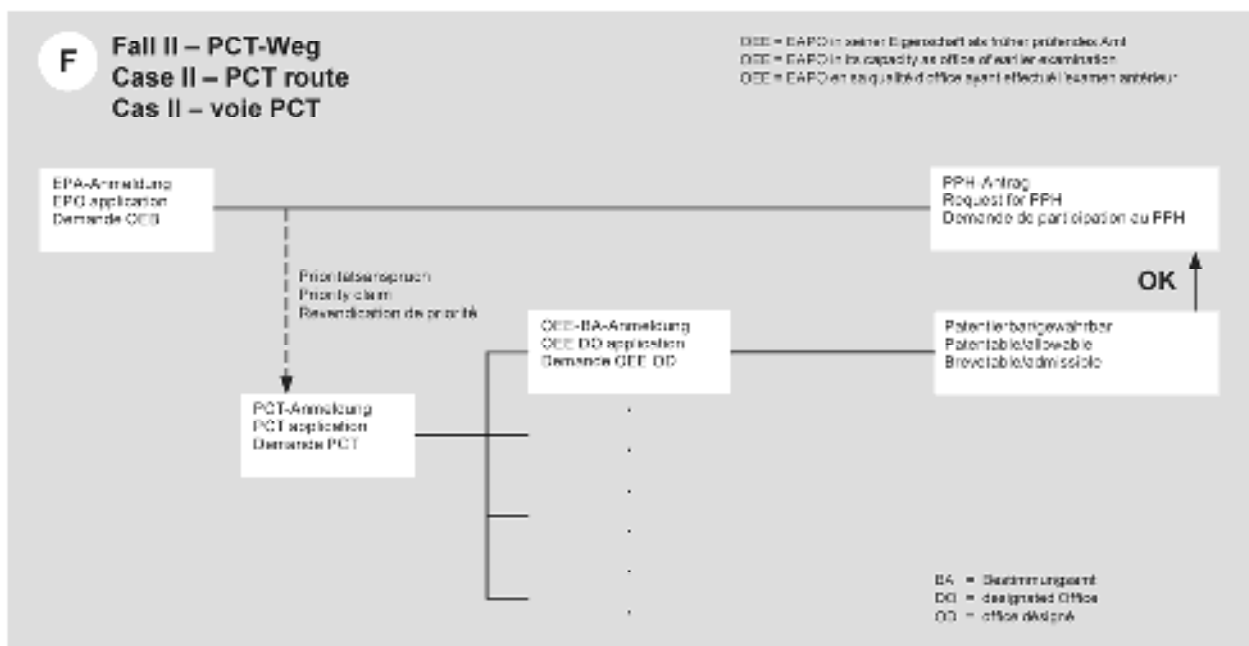 F
Fall II – PCT-Weg
Case II – PCT route
Cas II – voie PCT
OEE = EAPO in seiner Eigenschaft als früher prüfendes Amt
OEE = EAPO in its capacity as office of earlier examination
OEE = EAPO en sa qualité d'office ayant effectué l'examen antérieur
EPA-Anmeldung
EPO application
Demande OEB
PPH-Antrag
Request for PPH
Demande de participation au PPH
Prioritätsanspruch
Priority claim
Revendication de priorité
OK
OEE-BA-Anmeldung
OEE DO application
Demande OEE OD
Patentierbar/gewährbar
Patentable/allowable
Brevetable/admissible
PCT-Anmeldung
PCT application
Demande PCT
BA = Bestimmungsamt
DO = designated Office
OD = office désigné